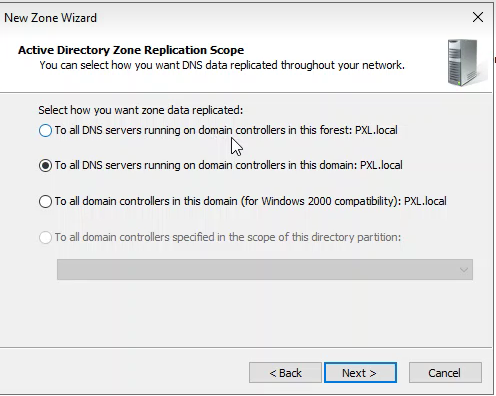 New Zone Wizard
Active Directory Zone Replication Scope
You can select how you want DNS data replicated throughout your network.
Select how you want zone data replicated:
To all DNS servers running on domain controllers in this forest: PXL.local
To all DNS servers running on domain controllers in this domain: PXL.local
To all domain controllers in this domain (for Windows 2000 compatibility): PXL.local
To all domain controllers specified in the scope of this directory partition:
< Back
Next >
Cancel